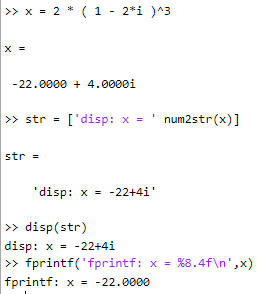 >> x = 2 * ( 1 - 2*i )^3
x =
-22.0000 + 4.0000i
>> str = ['disp: x = ' num2str(x)]
str =
'disp: x = -22+4i'
>> disp(str)
disp: x = -22+4i
>> fprintf('fprintf: x = %8.4f\n',x)
fprintf: x = -22.0000